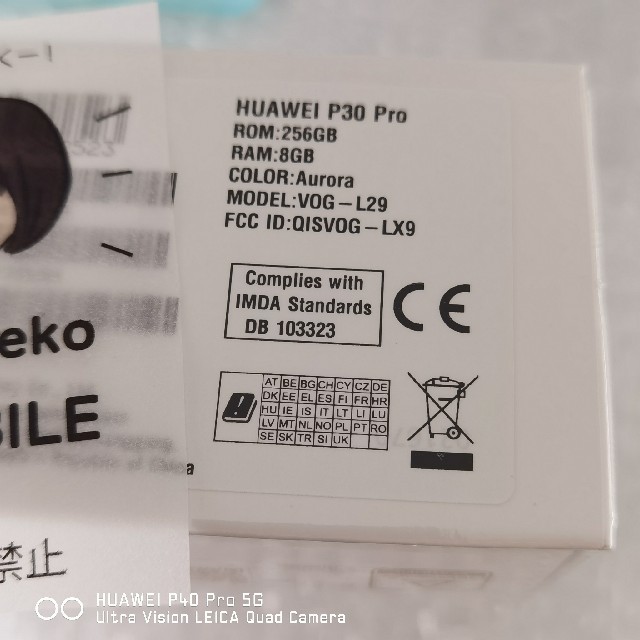 HUAWEI P30 Pro
ROM:256GB
RAM:8GB
COLOR:Aurora
MODEL:VOG-L29
FCC ID:QISVOG-LX9
Complies with
IMDA Standards
DB 103323
CE
AT BE BG CH CY CZ DE
DK EE EL ES FI FR HR
HU IE IS IT LT LI LU
LV MT NL NO PL PT RO
SE SK TR SI UK
eko
BILE
禁止
HUAWEI P40 Pro 5G
Ultra Vision LEICA Quad Camera